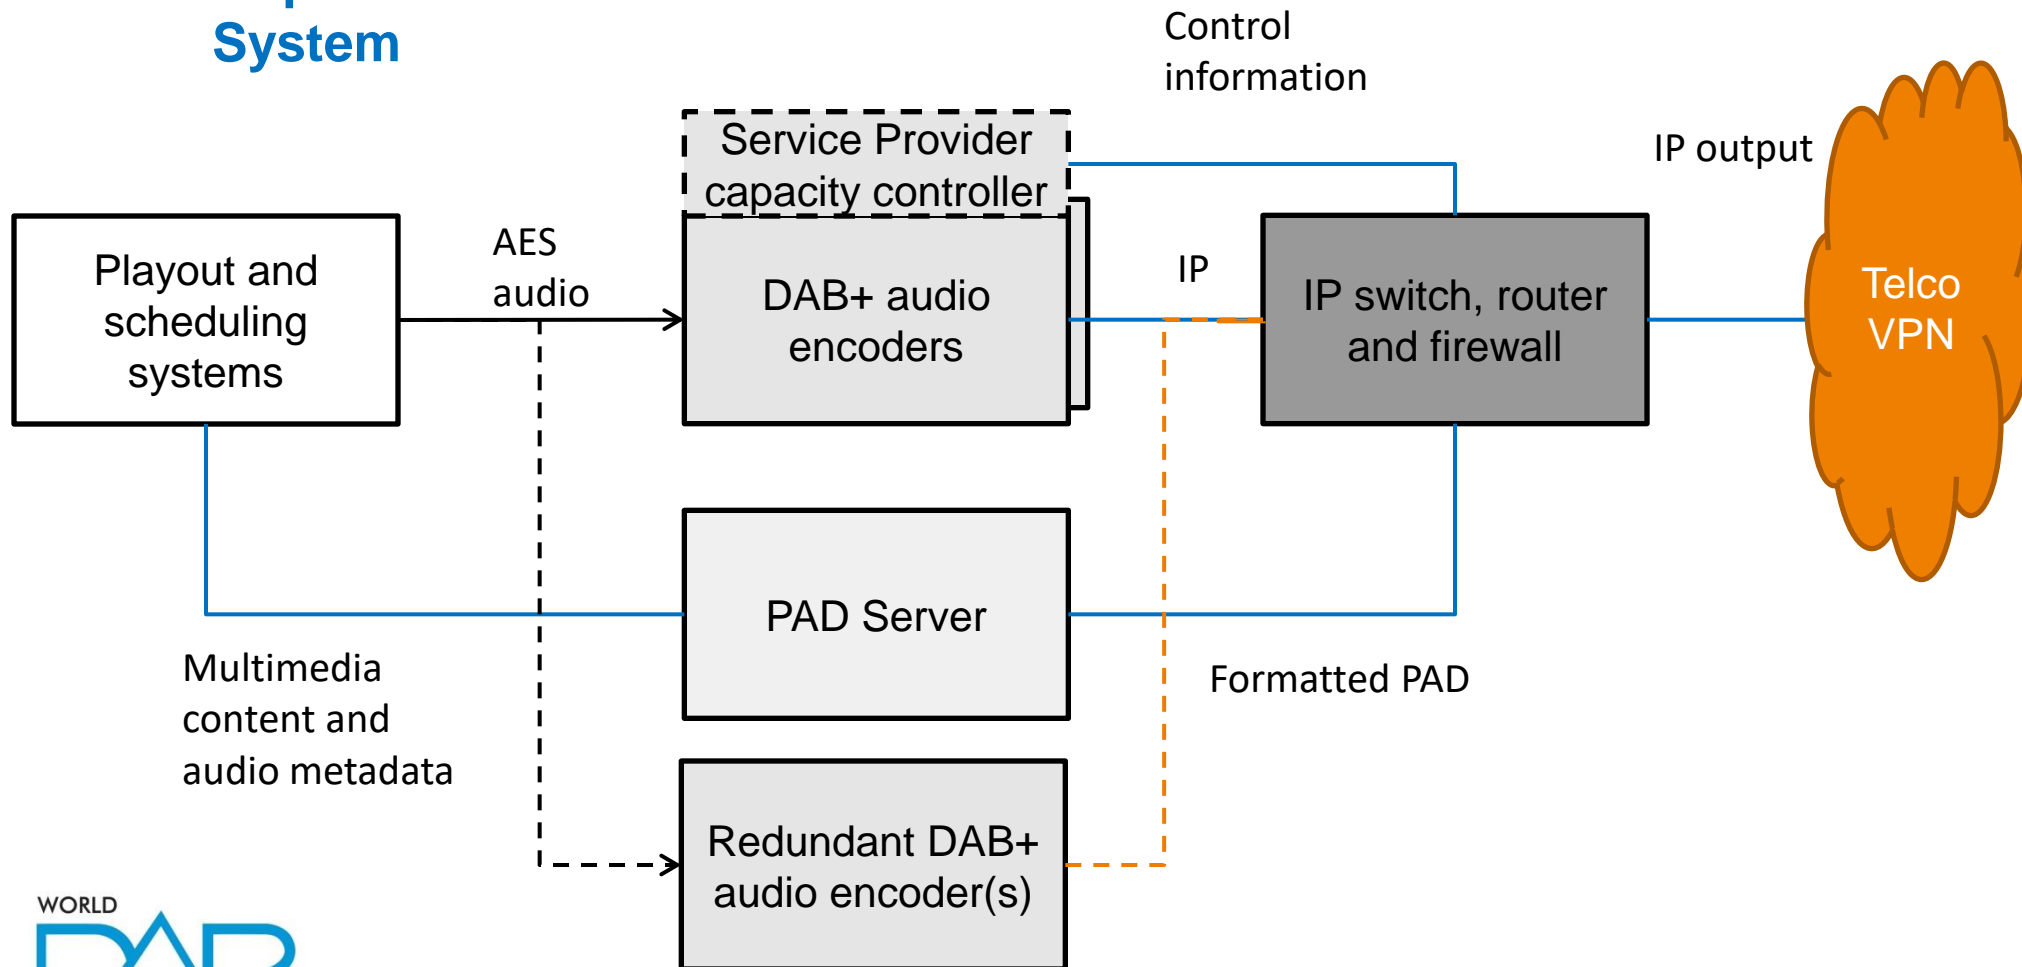 System
Control
information
Service Provider
capacity controller
IP output
AES
audio
IP
Playout and
scheduling
systems
DAB+ audio
encoders
IP switch, router
and firewall
Telco
VPN
PAD Server
Multimedia
content and
audio metadata
Formatted PAD
Redundant DAB+
audio encoder(s)
WORLD
DAB